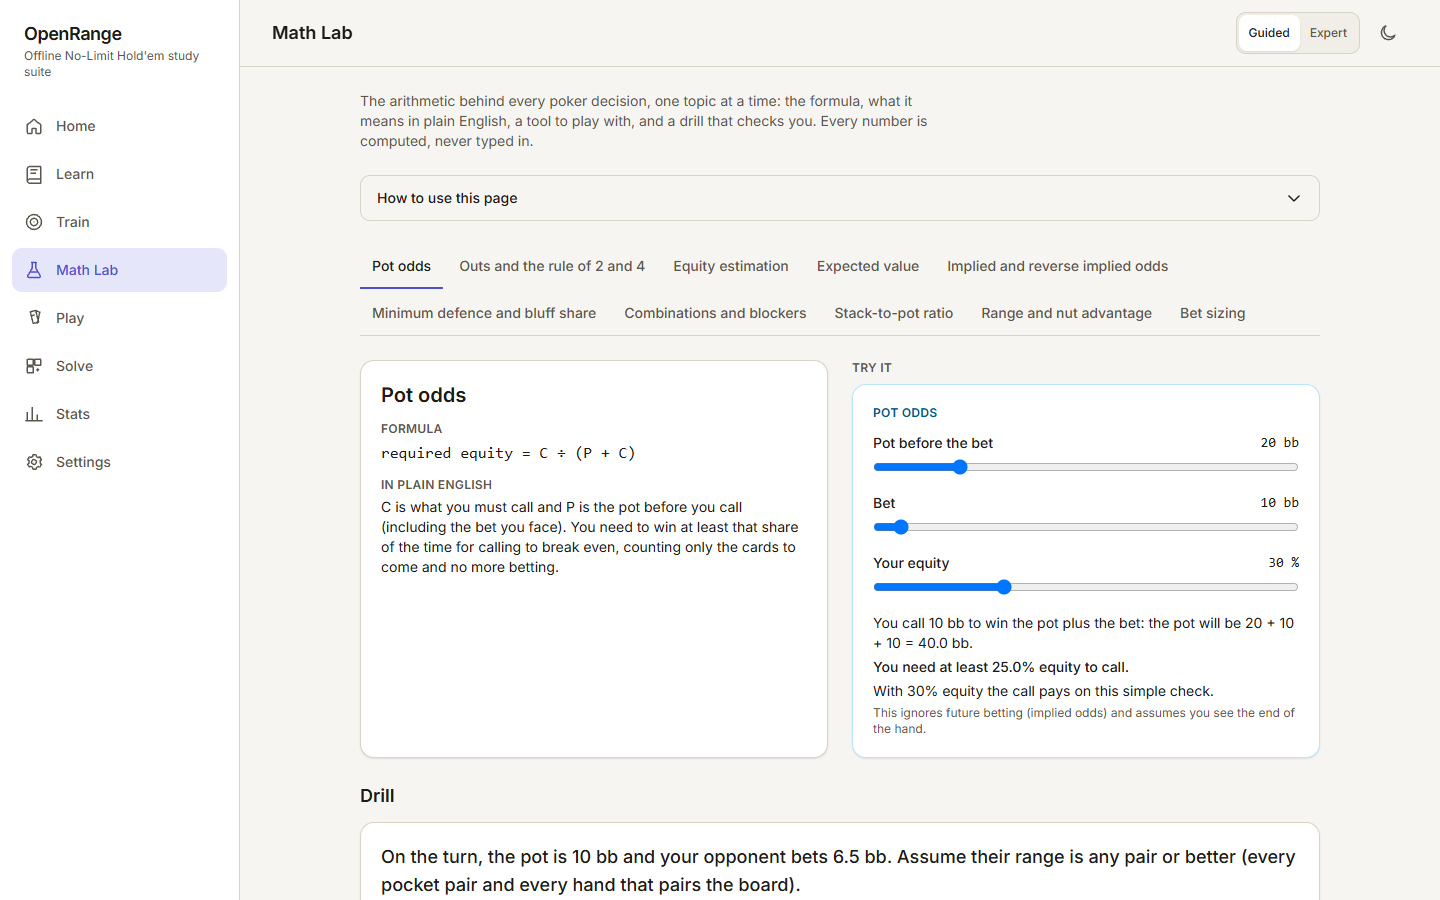 OpenRange
Offline No-Limit Hold'em study
suite
Home
Learn
Train
Math Lab
Play
Solve
Stats
Settings
Math Lab
Guided
Expert
The arithmetic behind every poker decision, one topic at a time: the formula, what it
means in plain English, a tool to play with, and a drill that checks you. Every number is
computed, never typed in.
How to use this page
Pot odds
Outs and the rule of 2 and 4
Equity estimation
Expected value
Implied and reverse implied odds
Minimum defence and bluff share
Combinations and blockers
Stack-to-pot ratio
Range and nut advantage
Bet sizing
Pot odds
FORMULA
required equity = C ÷ (P + C)
IN PLAIN ENGLISH
C is what you must call and P is the pot before you call
(including the bet you face). You need to win at least that share
of the time for calling to break even, counting only the cards to
come and no more betting.
TRY IT
POT ODDS
Pot before the bet
20 bb
Bet
10 bb
Your equity
30 %
You call 10 bb to win the pot plus the bet: the pot will be 20 + 10
+ 10 = 40.0 bb.
You need at least 25.0% equity to call.
With 30% equity the call pays on this simple check.
This ignores future betting (implied odds) and assumes you see the end of
the hand.
Drill
On the turn, the pot is 10 bb and your opponent bets 6.5 bb. Assume their range is any pair or better (every
pocket pair and every hand that pairs the board).